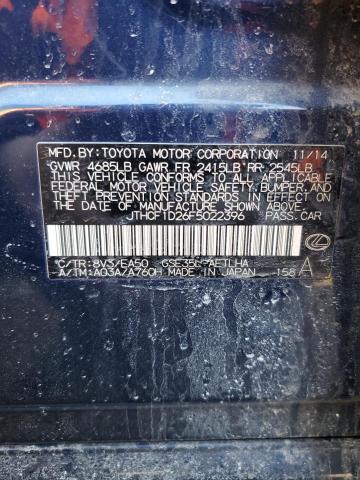 MFD. BY: TOYOTA MOTOR CORPORATION 11/14
GVWR 4685LB GAWR FR 2415LB RR 2545LB
THIS VEHICLE CONFORMS TO ALL APPLICABLE
FEDERAL MOTOR VEHICLE SAFETY, BUMPER, AND
THEFT PREVENTION STANDARDS IN EFFECT ON
THE DATE OF MANUFACTURE SHOWN ABOVE.
JTHCF1D26F5022396 PASS.CAR
C/TR: 8V3/EA50 GSE35L-AETLHA
A/TM: A03A/A760H MADE IN JAPAN 158 A